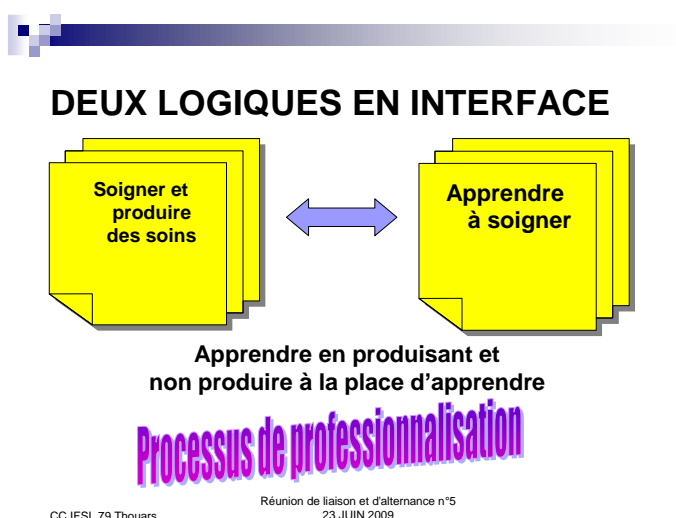 DEUX LOGIQUES EN INTERFACE
Soigner et
produire
des soins
Apprendre
à soigner
Apprendre en produisant et
non produire à la place d'apprendre
Processus de professionnalisation
Réunion de liaison et d'alternance n°5
CC IFSI 79 Thouars
23 JUIN 2009